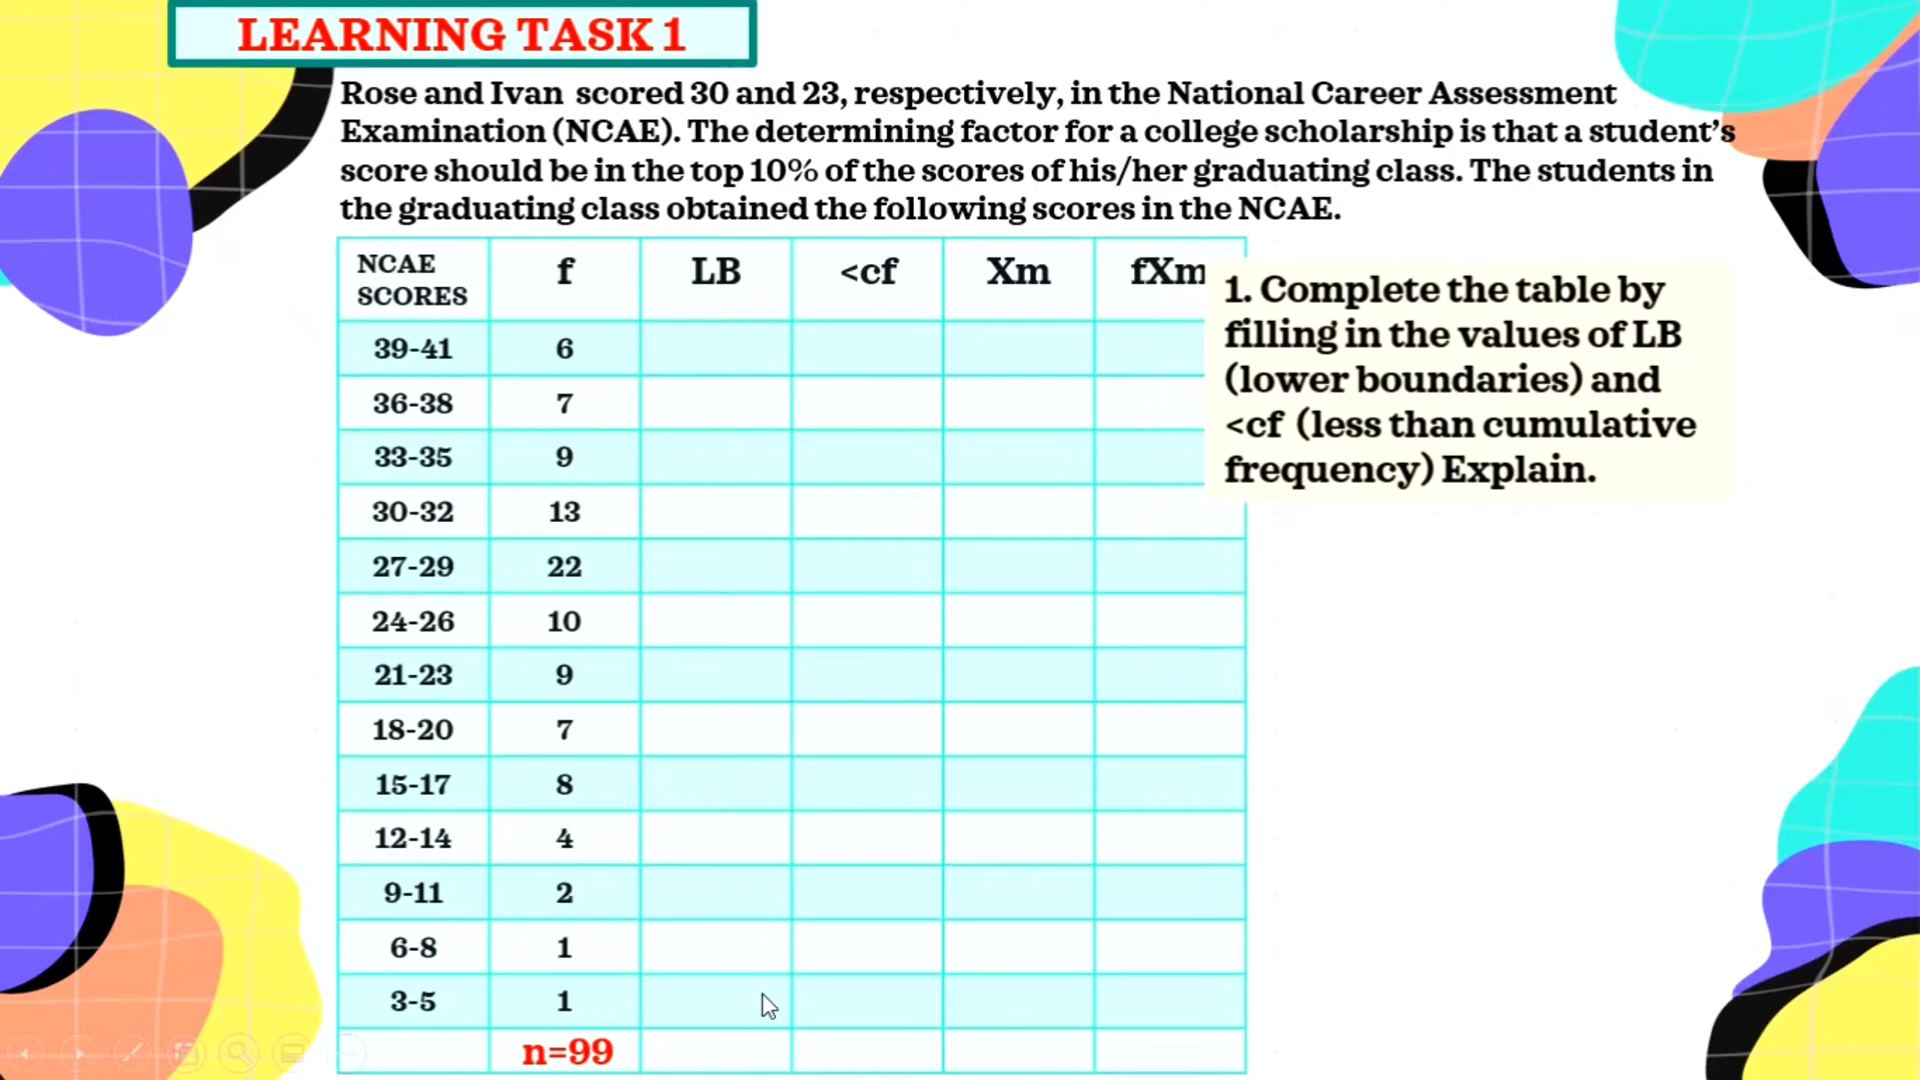 LEARNING TASK 1
Rose and Ivan scored 30 and 23, respectively, in the National Career Assessment
Examination (NCAE). The determining factor for a college scholarship is that a student’s
score should be in the top 10% of the scores of his/her graduating class. The students in
the graduating class obtained the following scores in the NCAE.
NCAE SCORES f LB <cf Xm fXm
39-41 6
36-38 7
33-35 9
30-32 13
27-29 22
24-26 10
21-23 9
18-20 7
15-17 8
12-14 4
9-11 2
6-8 1
3-5 1
n=99
1. Complete the table by
filling in the values of LB
(lower boundaries) and
<cf (less than cumulative
frequency) Explain.